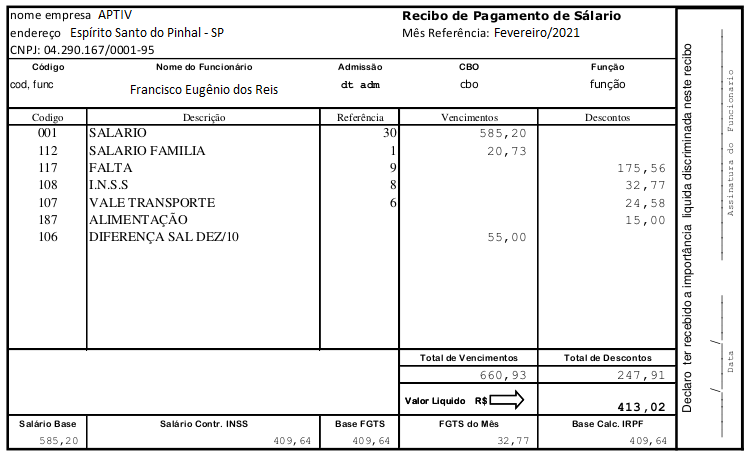 nome empresa APTIV
Recibo de Pagamento de Sálario
endereço Espírito Santo do Pinhal - SP
Mês Referência: Fevereiro/2021
CNPJ: 04.290.167/0001-95
Código Nome do Funcionário Admissão CBO Função
cod, func Francisco Eugênio dos Reis dt adm cbo função
Codigo Descrição Referência Vencimentos Descontos
001 SALARIO 30 585,20
112 SALARIO FAMILIA 1 20,73
117 FALTA 9 175,56
108 I.N.S.S 8 32,77
107 VALE TRANSPORTE 6 24,58
187 ALIMENTAÇÃO 15,00
106 DIFERENÇA SAL DEZ/10 55,00
Total de Vencimentos Total de Descontos
660,93 247,91
Valor Liquido R$ 413,02
Salário Base Salário Contr. INSS Base FGTS FGTS do Mês Base Calc. IRPF
585,20 409,64 409,64 32,77 409,64
Declaro ter recebido a importância liquida discriminada neste recibo
Assinatura do Funcionario
____/____/____
Data